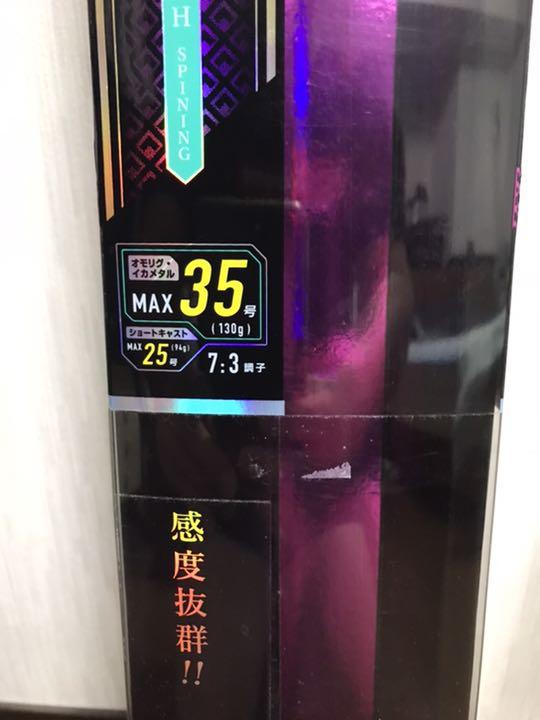 H SPINING
オモリグ・
イカメタル
MAX 35号
(130g)
ショートキャスト
MAX 25号 (94g)
7:3調子
感度抜群!!